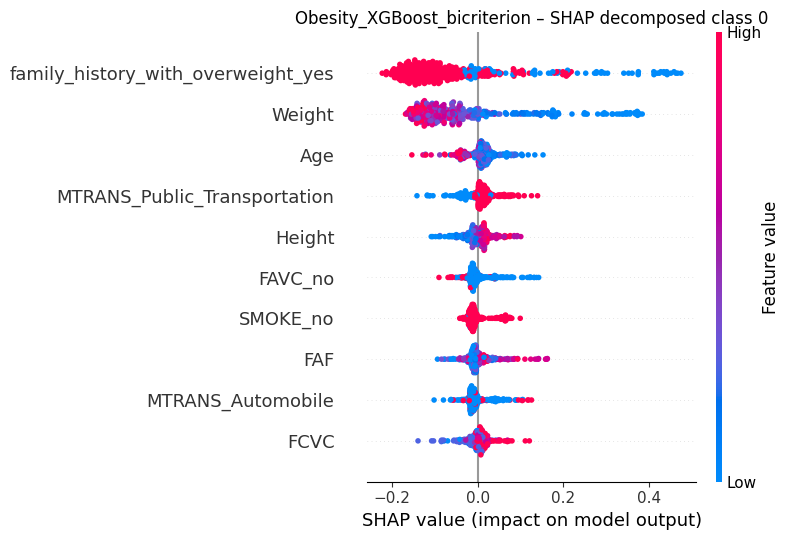 Obesity_XGBoost_bicriterion – SHAP decomposed class 0
High
family_history_with_overweight_yes
Weight
Age
MTRANS_Public_Transportation
Height
FAVC_no
SMOKE_no
FAF
MTRANS_Automobile
FCVC
Feature value
Low
−0.2 0.0 0.2 0.4
SHAP value (impact on model output)